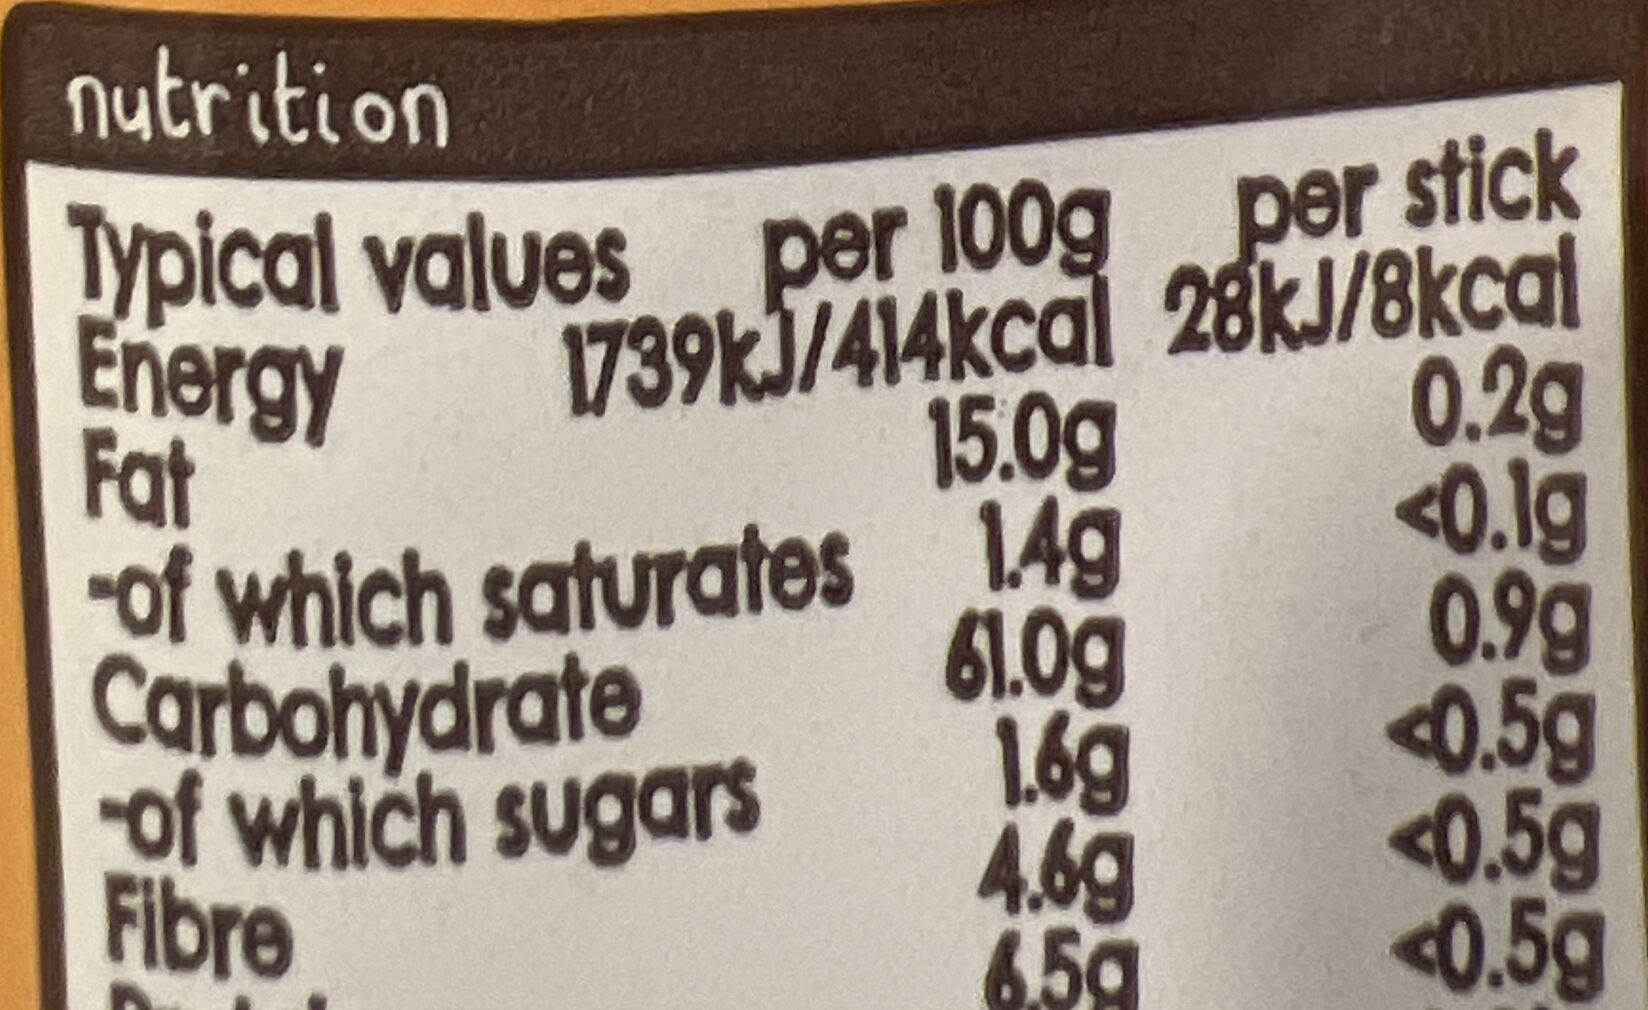 nutrition
Typical values per 100g per stick
Energy 1739kJ/414kcal 28kJ/8kcal
Fat 15.0g 0.2g
-of which saturates 1.4g <0.1g
Carbohydrate 61.0g 0.9g
-of which sugars 1.6g <0.5g
Fibre 4.6g <0.5g
6.5g <0.5g